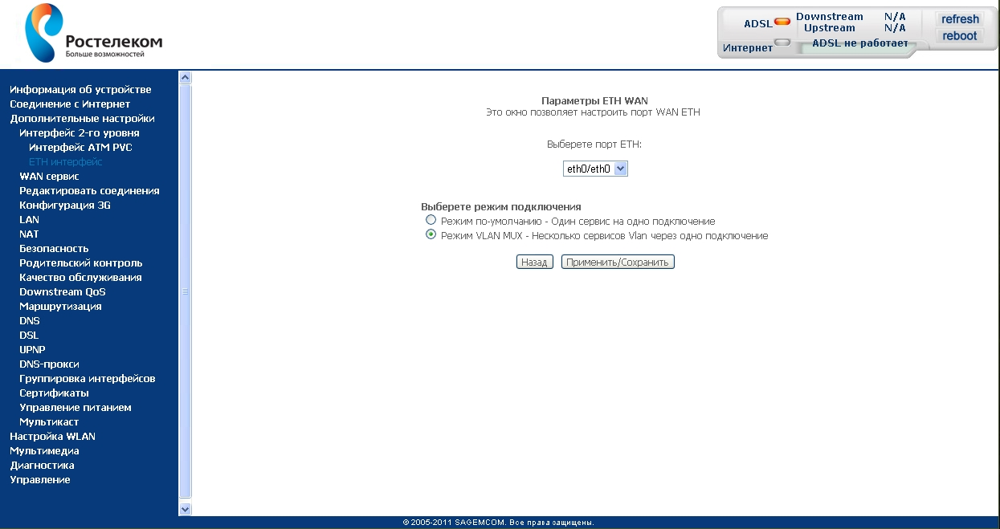 Ростелеком
Больше возможностей
ADSL
Downstream N/A
Upstream N/A
Интернет
ADSL не работает
refresh
reboot
Информация об устройстве
Соединение с Интернет
Дополнительные настройки
Интерфейс 2-го уровня
Интерфейс ATM PVC
ETH интерфейс
WAN сервис
Редактировать соединения
Конфигурация 3G
LAN
NAT
Безопасность
Родительский контроль
Качество обслуживания
Downstream QoS
Маршрутизация
DNS
DSL
UPNP
DNS-прокси
Группировка интерфейсов
Сертификаты
Управление питанием
Мультикаст
Настройка WLAN
Мультимедиа
Диагностика
Управление
Параметры ETH WAN
Это окно позволяет настроить порт WAN ETH
Выберете порт ETH:
eth0/eth0
Выберете режим подключения
Режим по-умолчанию - Один сервис на одно подключение
Режим VLAN MUX - Несколько сервисов Vlan через одно подключение
Назад
Применить/Сохранить
© 2005-2011 SAGEMCOM. Все права защищены.